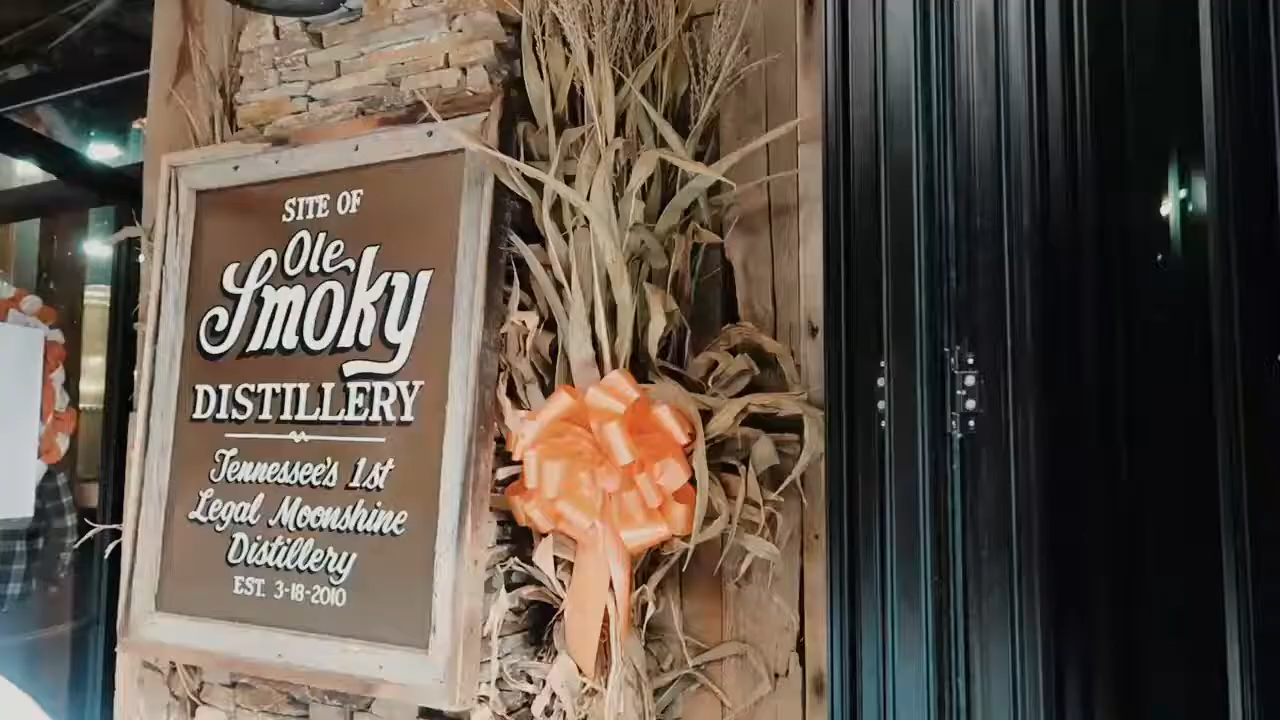 SITE OF
Ole
Smoky
DISTILLERY
Tennessee's 1st
Legal Moonshine
Distillery
EST. 3-18-2010